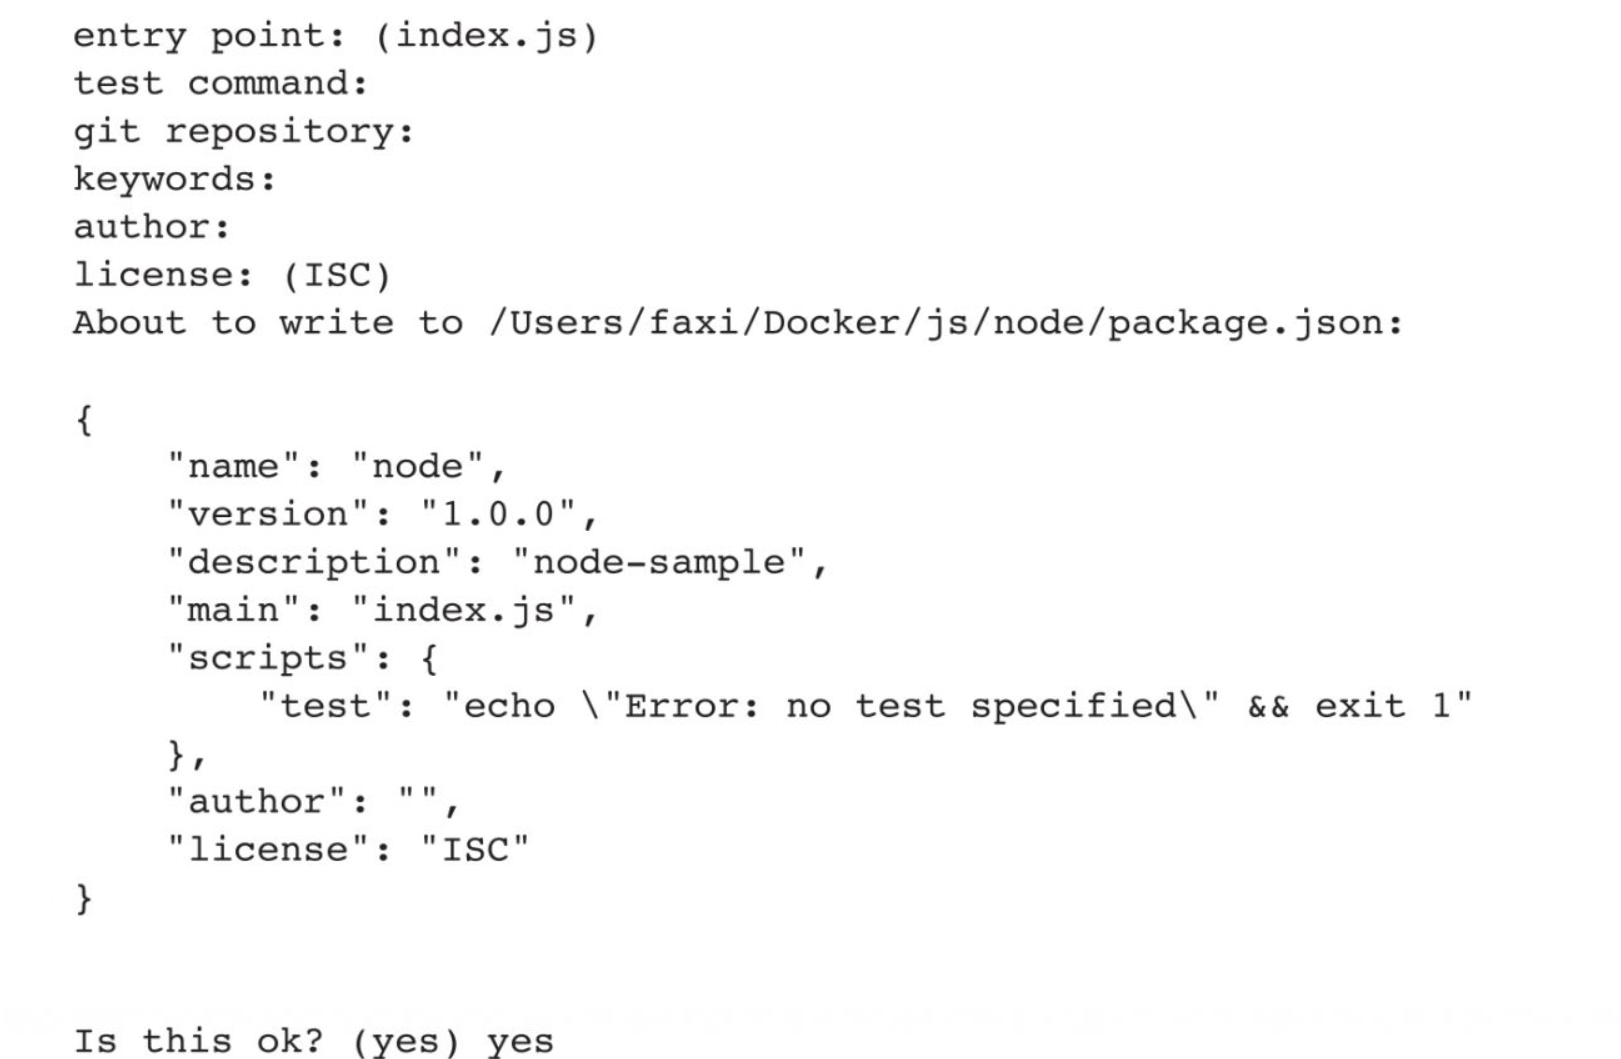 entry point: (index.js)
test command:
git repository:
keywords:
author:
license: (ISC)
About to write to /Users/faxi/Docker/js/node/package.json:

{
    "name": "node",
    "version": "1.0.0",
    "description": "node-sample",
    "main": "index.js",
    "scripts": {
        "test": "echo \"Error: no test specified\" && exit 1"
    },
    "author": "",
    "license": "ISC"
}

Is this ok? (yes) yes